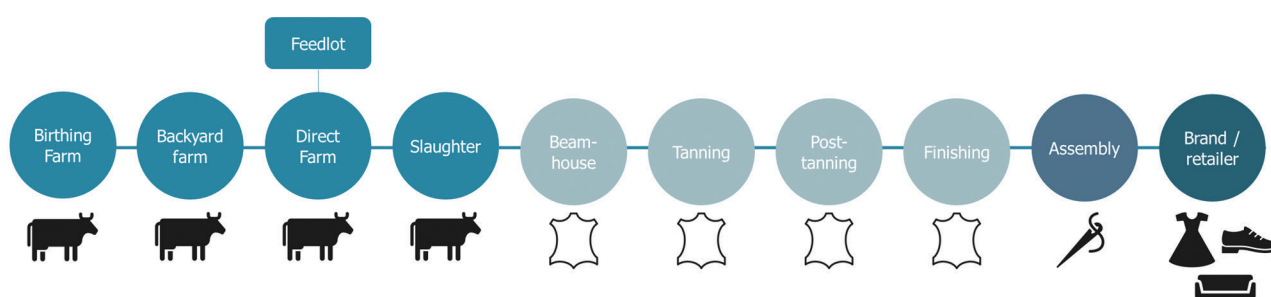 Feedlot
Birthing
Farm
Backyard
farm
Direct
Farm
Slaughter
Beam-
house
Tanning
Post-
tanning
Finishing
Assembly
Brand /
retailer